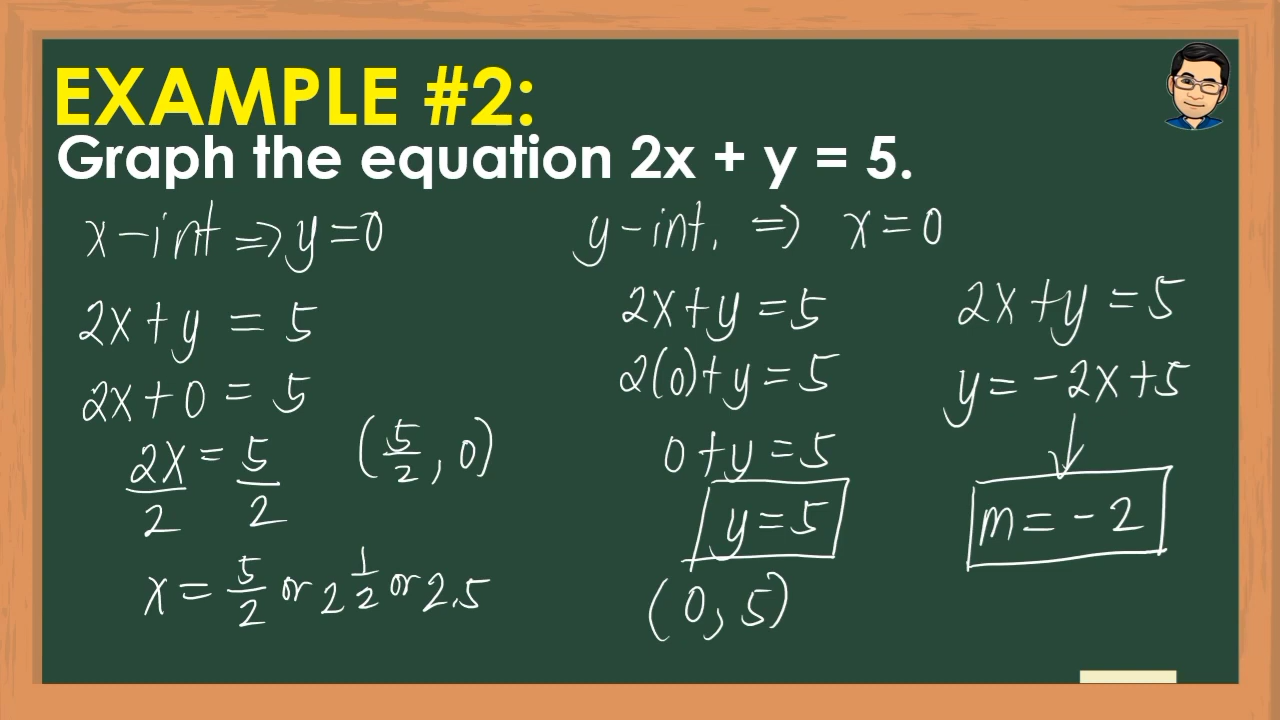 EXAMPLE #2:
Graph the equation 2x + y = 5.
x-int ⇒ y=0
2x+y = 5
2x+0 = 5
2x/2 = 5/2
(5/2, 0)
x = 5/2 or 2 1/2 or 2.5
y-int. ⇒ x=0
2x+y=5
2(0)+y=5
0+y=5
y=5
(0,5)
2x+y=5
y=-2x+5
↓
m=-2